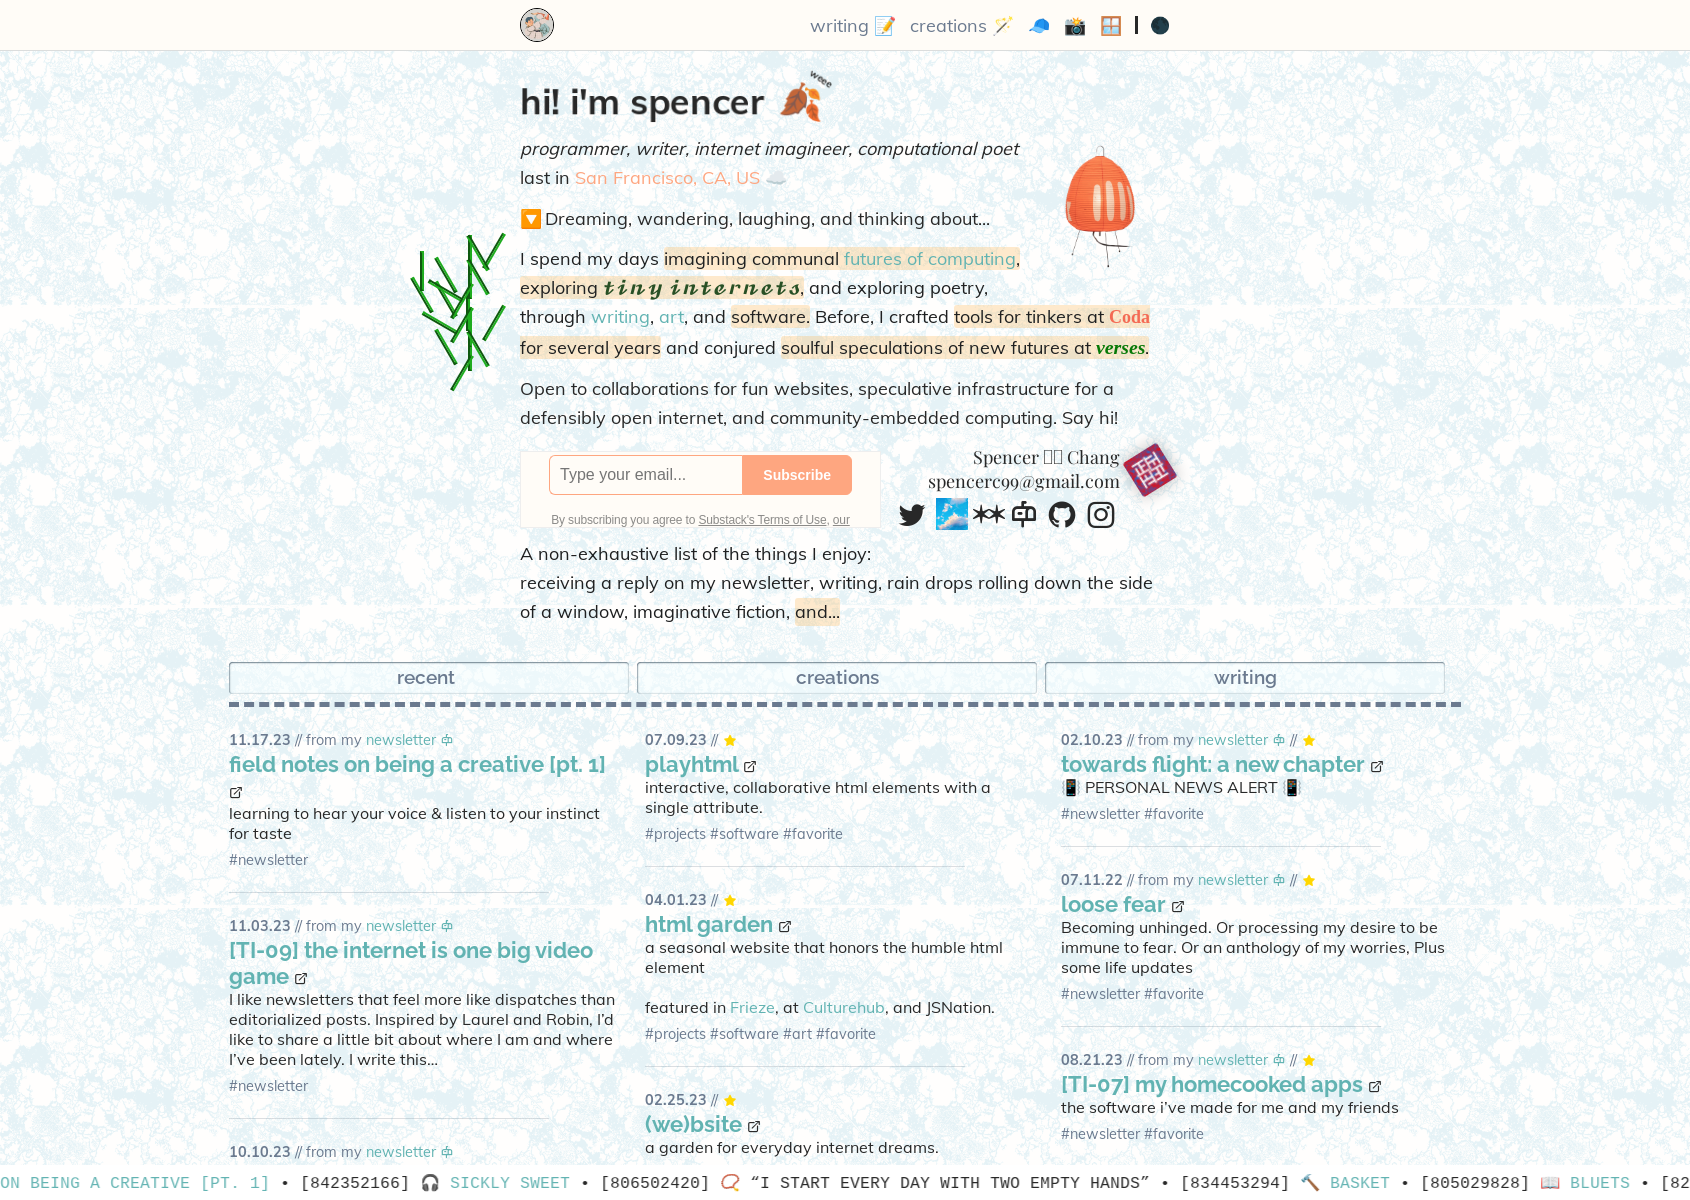 writing 📝 creations 🪄 🧢 📸 🪟 🌑
hi! i'm spencer 🍂
weee
programmer, writer, internet imagineer, computational poet
last in San Francisco, CA, US ☁️
🔽 Dreaming, wandering, laughing, and thinking about...
I spend my days imagining communal futures of computing,
exploring tiny internets, and exploring poetry,
through writing, art, and software. Before, I crafted tools for tinkers at Coda
for several years and conjured soulful speculations of new futures at verses.
Open to collaborations for fun websites, speculative infrastructure for a
defensibly open internet, and community-embedded computing. Say hi!
Type your email...
Subscribe
By subscribing you agree to Substack's Terms of Use, our
Spencer Chang
spencerc99@gmail.com
A non-exhaustive list of the things I enjoy:
receiving a reply on my newsletter, writing, rain drops rolling down the side
of a window, imaginative fiction, and...
recent
creations
writing
11.17.23 // from my newsletter
field notes on being a creative [pt. 1]
learning to hear your voice & listen to your instinct
for taste
#newsletter
11.03.23 // from my newsletter
[TI-09] the internet is one big video
game
I like newsletters that feel more like dispatches than
editorialized posts. Inspired by Laurel and Robin, I'd
like to share a little bit about where I am and where
I've been lately. I write this...
#newsletter
10.10.23 // from my newsletter
07.09.23 // ⭐
playhtml
interactive, collaborative html elements with a
single attribute.
#projects #software #favorite
04.01.23 // ⭐
html garden
a seasonal website that honors the humble html
element
featured in Frieze, at Culturehub, and JSNation.
#projects #software #art #favorite
02.25.23 // ⭐
(we)bsite
a garden for everyday internet dreams.
02.10.23 // from my newsletter // ⭐
towards flight: a new chapter
📳 PERSONAL NEWS ALERT 📳
#newsletter #favorite
07.11.22 // from my newsletter // ⭐
loose fear
Becoming unhinged. Or processing my desire to be
immune to fear. Or an anthology of my worries, Plus
some life updates
#newsletter #favorite
08.21.23 // from my newsletter // ⭐
[TI-07] my homecooked apps
the software i've made for me and my friends
#newsletter #favorite
ON BEING A CREATIVE [PT. 1] • [842352166] 🎧 SICKLY SWEET • [806502420] 📿 “I START EVERY DAY WITH TWO EMPTY HANDS” • [834453294] 🔨 BASKET • [805029828] 📖 BLUETS • [82